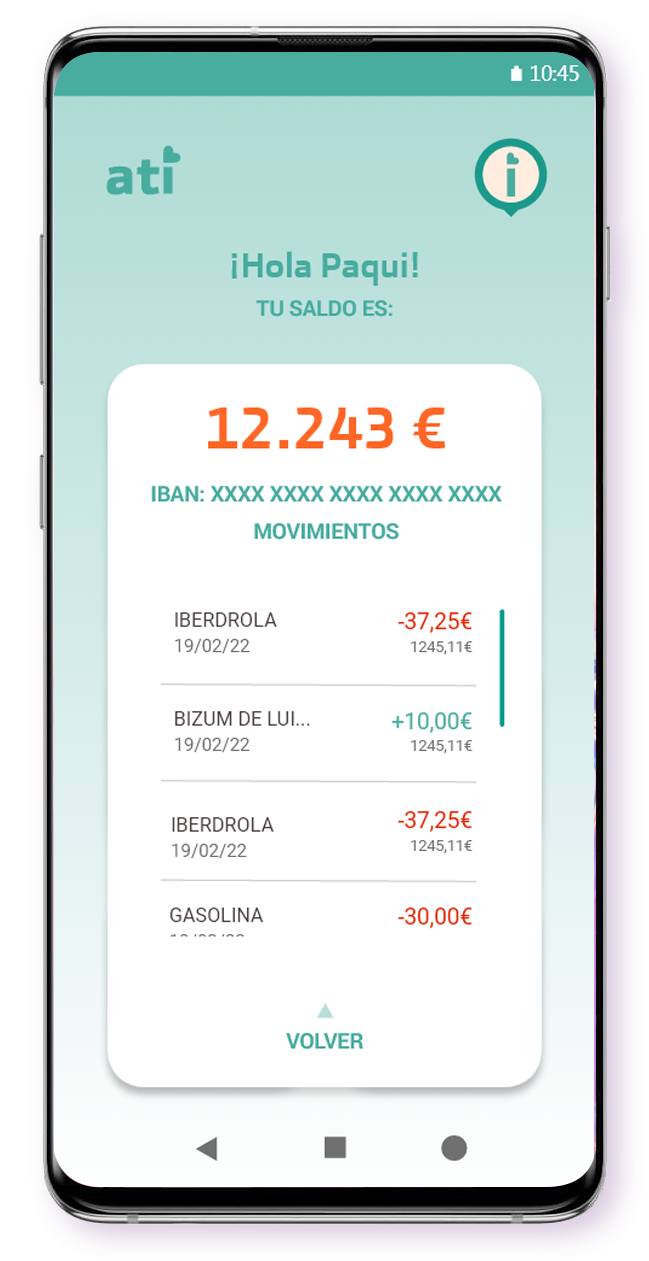 10:45
ati
i
¡Hola Paqui!
TU SALDO ES:
12.243 €
IBAN: XXXX XXXX XXXX XXXX XXXX
MOVIMIENTOS
IBERDROLA -37,25€
19/02/22 1245,11€
BIZUM DE LUI... +10,00€
19/02/22 1245,11€
IBERDROLA -37,25€
19/02/22 1245,11€
GASOLINA -30,00€
VOLVER